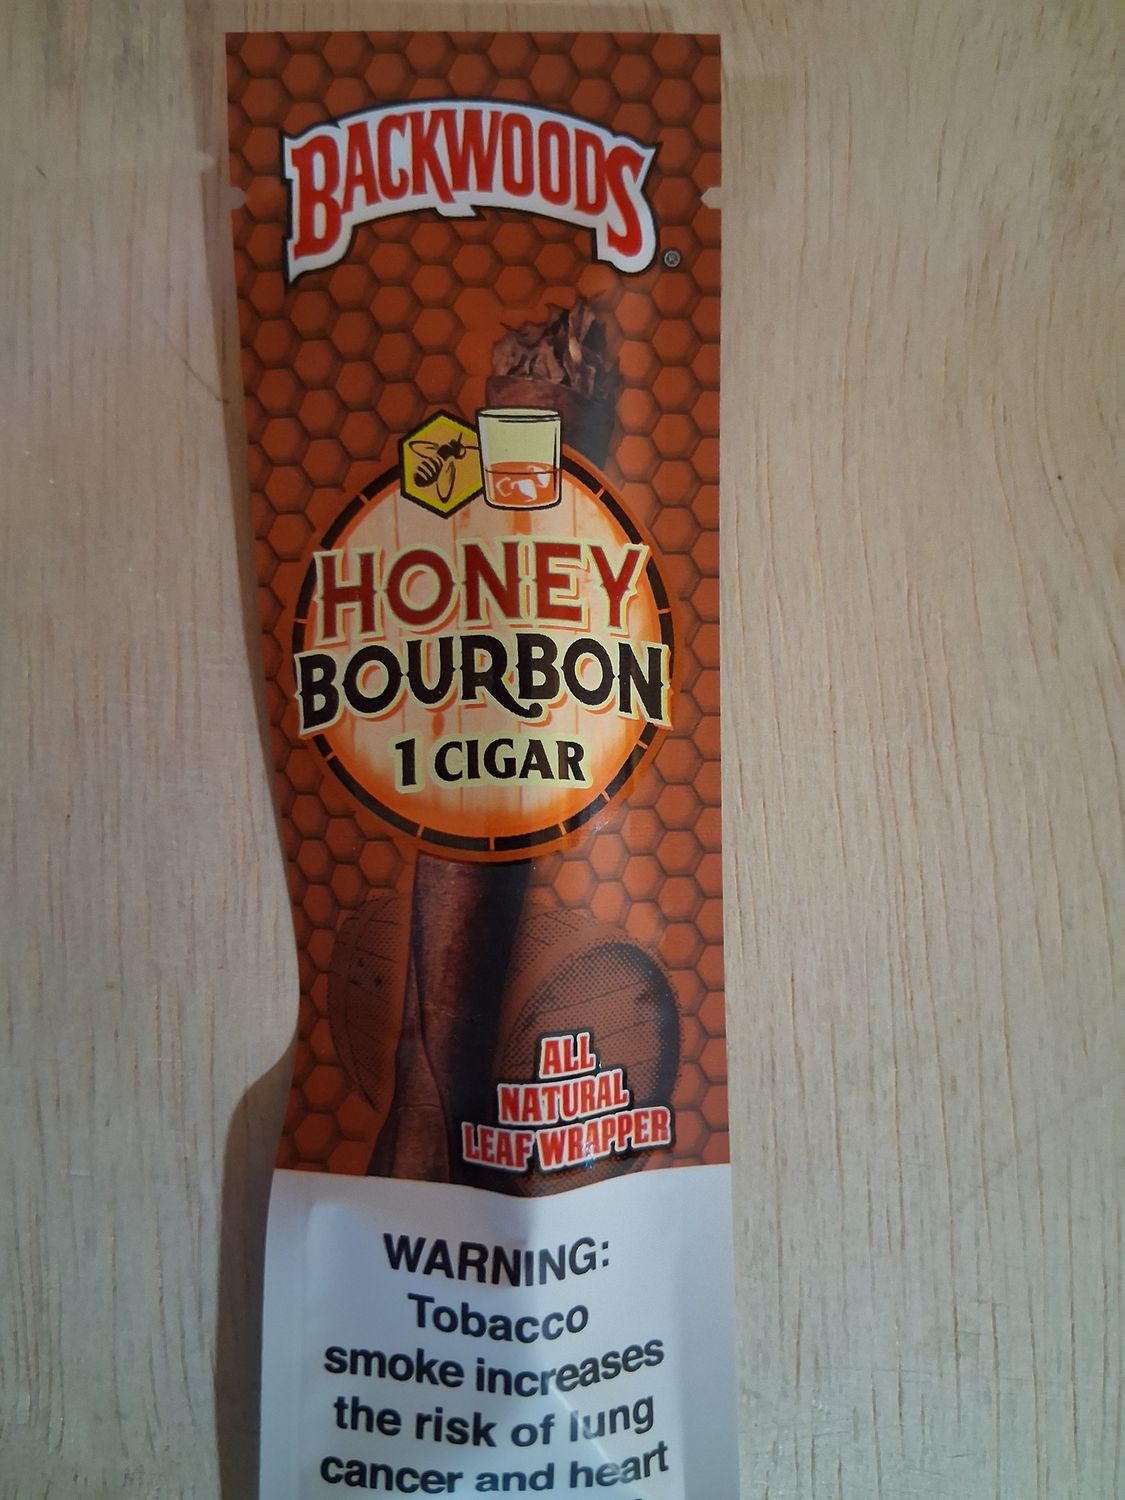 BACKWOODS®
HONEY
BOURBON
1 CIGAR
ALL
NATURAL
LEAF WRAPPER
WARNING:
Tobacco
smoke increases
the risk of lung
cancer and heart